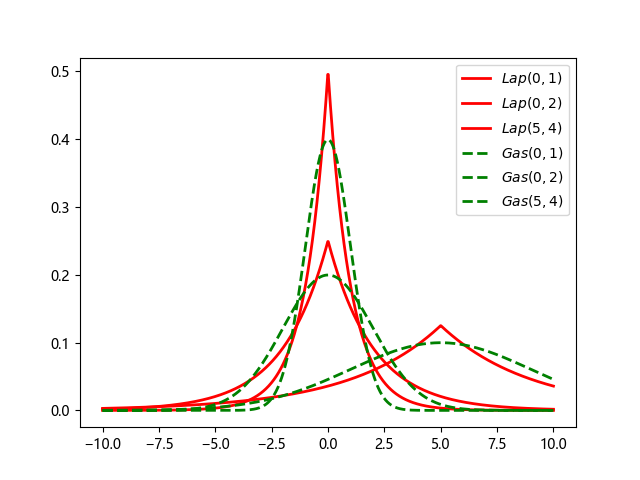 0.5
0.4
0.3
0.2
0.1
0.0
−10.0 −7.5 −5.0 −2.5 0.0 2.5 5.0 7.5 10.0
Lap(0, 1)
Lap(0, 2)
Lap(5, 4)
Gas(0, 1)
Gas(0, 2)
Gas(5, 4)